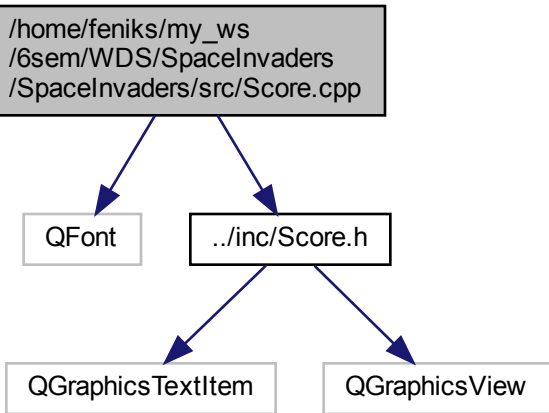 /home/feniks/my_ws
/6sem/WDS/SpaceInvaders
/SpaceInvaders/src/Score.cpp
QFont
../inc/Score.h
QGraphicsTextItem
QGraphicsView